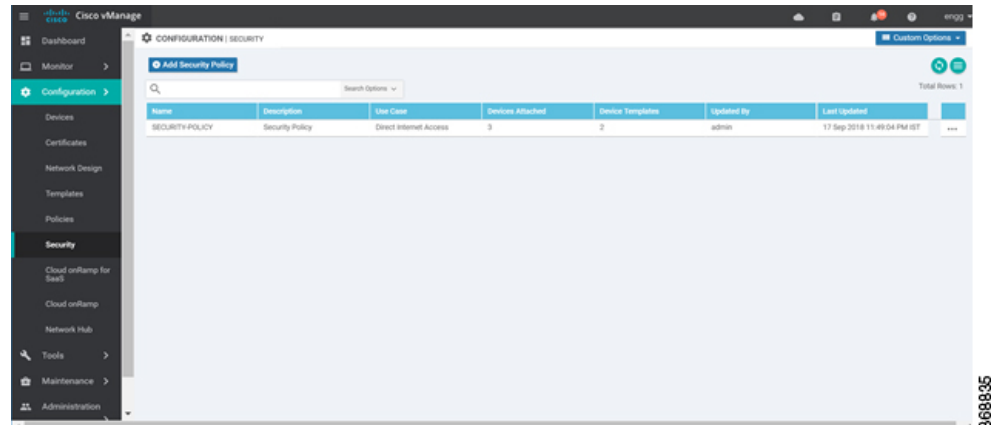 cisco Cisco vManage
engg
Dashboard
CONFIGURATION | SECURITY
Custom Options
Monitor
Add Security Policy
Configuration
Search Options
Total Rows: 1
Name Description Use Case Devices Attached Device Templates Updated By Last Updated
SECURITY-POLICY Security Policy Direct Internet Access 3 2 admin 17 Sep 2018 11:49:04 PM IST
Devices
Certificates
Network Design
Templates
Policies
Security
Cloud onRamp for
SaaS
Cloud onRamp
Network Hub
Tools
Maintenance
Administration
368835